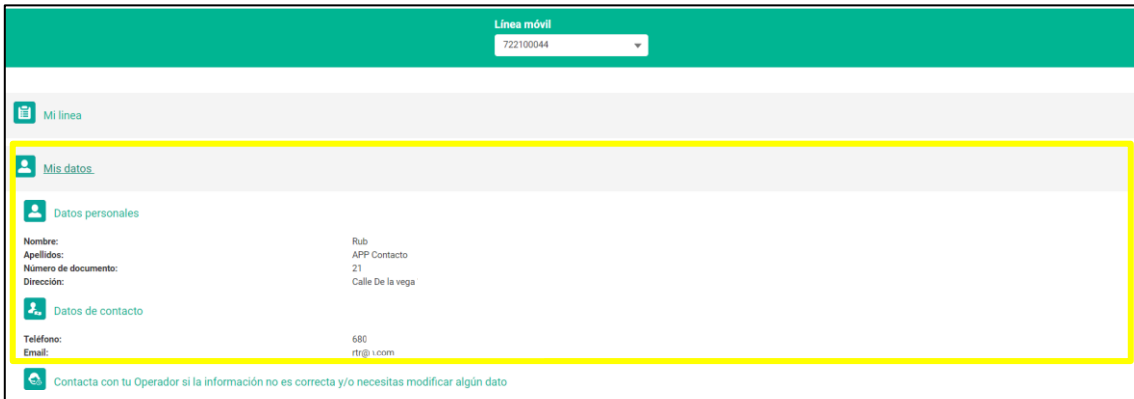 Línea móvil
722100044
Mi linea
Mis datos
Datos personales
Nombre: Rub
Apellidos: APP Contacto
Número de documento: 21
Dirección: Calle De la vega
Datos de contacto
Teléfono: 680
Email:
Contacta con tu Operador si la información no es correcta y/o necesitas modificar algún dato